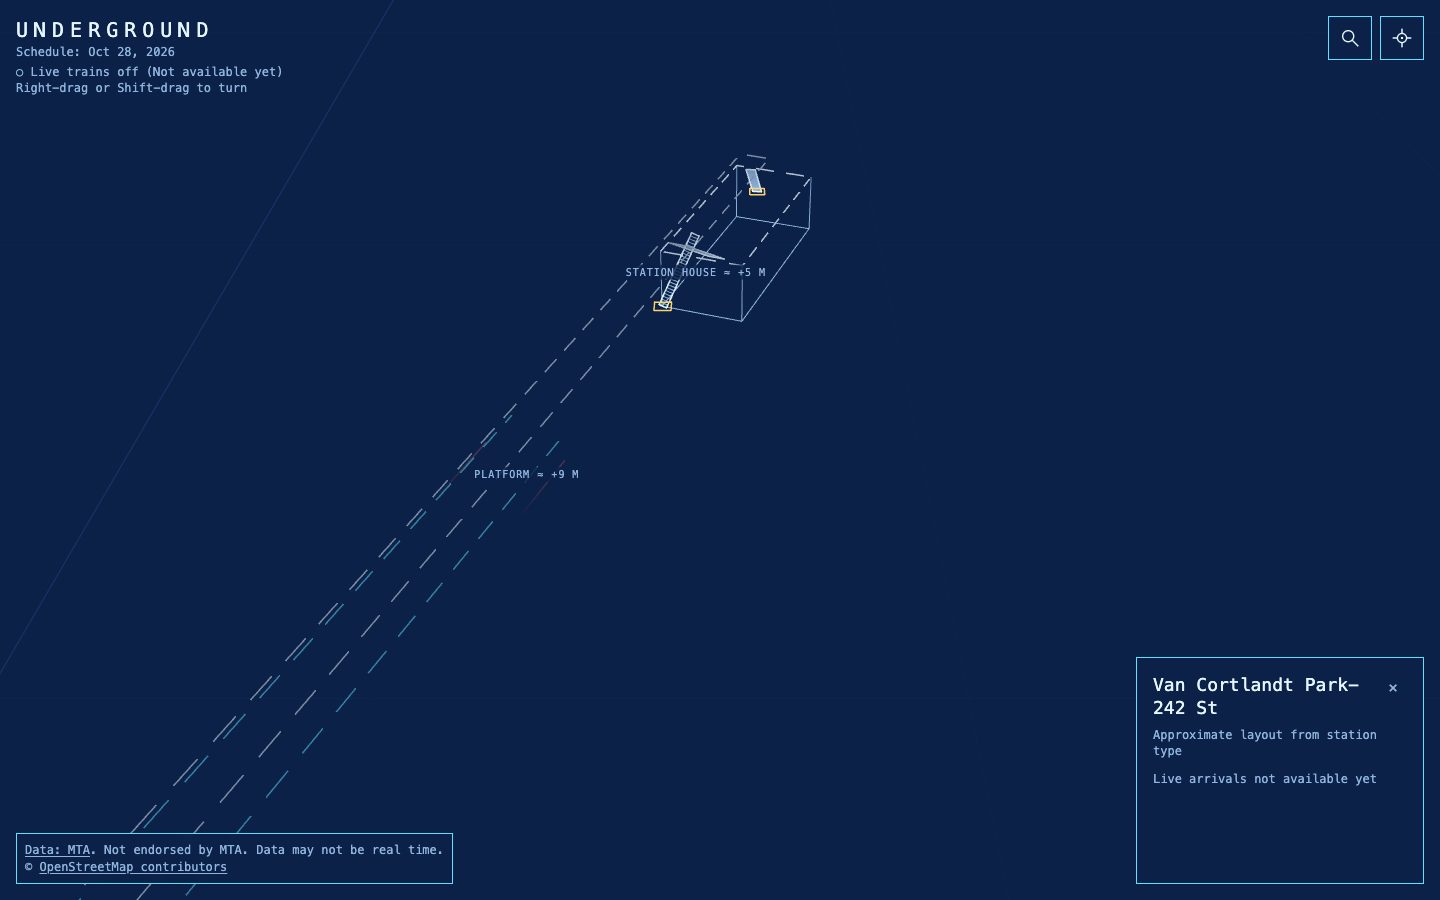 UNDERGROUND
Schedule: Oct 28, 2026
○ Live trains off (Not available yet)
Right-drag or Shift-drag to turn
STATION HOUSE ≈ +5 M
PLATFORM ≈ +9 M
Van Cortlandt Park–
242 St
×
Approximate layout from station
type
Live arrivals not available yet
Data: MTA. Not endorsed by MTA. Data may not be real time.
© OpenStreetMap contributors